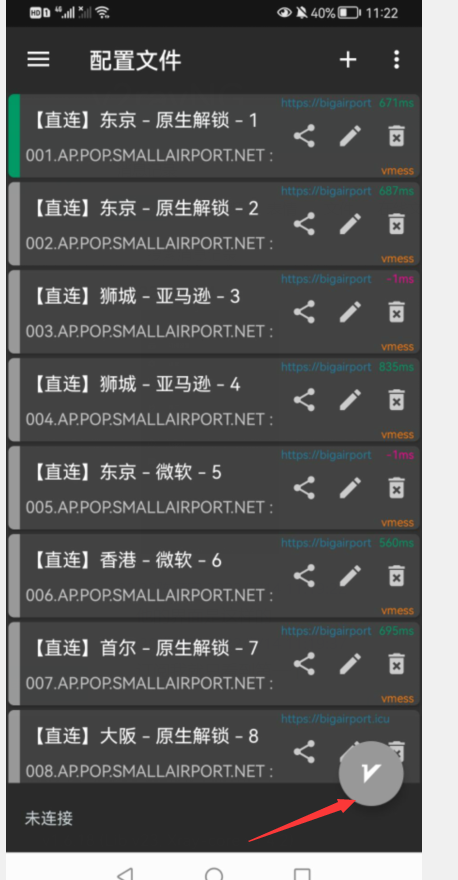 HD 1 46 40% 11:22
配置文件
https://bigairport 671ms
【直连】东京 - 原生解锁 - 1
001.AP.POP.SMALLAIRPORT.NET :
vmess
https://bigairport 687ms
【直连】东京 - 原生解锁 - 2
002.AP.POP.SMALLAIRPORT.NET :
vmess
https://bigairport -1ms
【直连】狮城 - 亚马逊 - 3
003.AP.POP.SMALLAIRPORT.NET :
vmess
https://bigairport 835ms
【直连】狮城 - 亚马逊 - 4
004.AP.POP.SMALLAIRPORT.NET :
vmess
https://bigairport -1ms
【直连】东京 - 微软 - 5
005.AP.POP.SMALLAIRPORT.NET :
vmess
https://bigairport 560ms
【直连】香港 - 微软 - 6
006.AP.POP.SMALLAIRPORT.NET :
vmess
https://bigairport 695ms
【直连】首尔 - 原生解锁 - 7
007.AP.POP.SMALLAIRPORT.NET :
vmess
https://bigairport.icu
【直连】大阪 - 原生解锁 - 8
008.AP.POP.SMALLAIRPORT.NET :
未连接